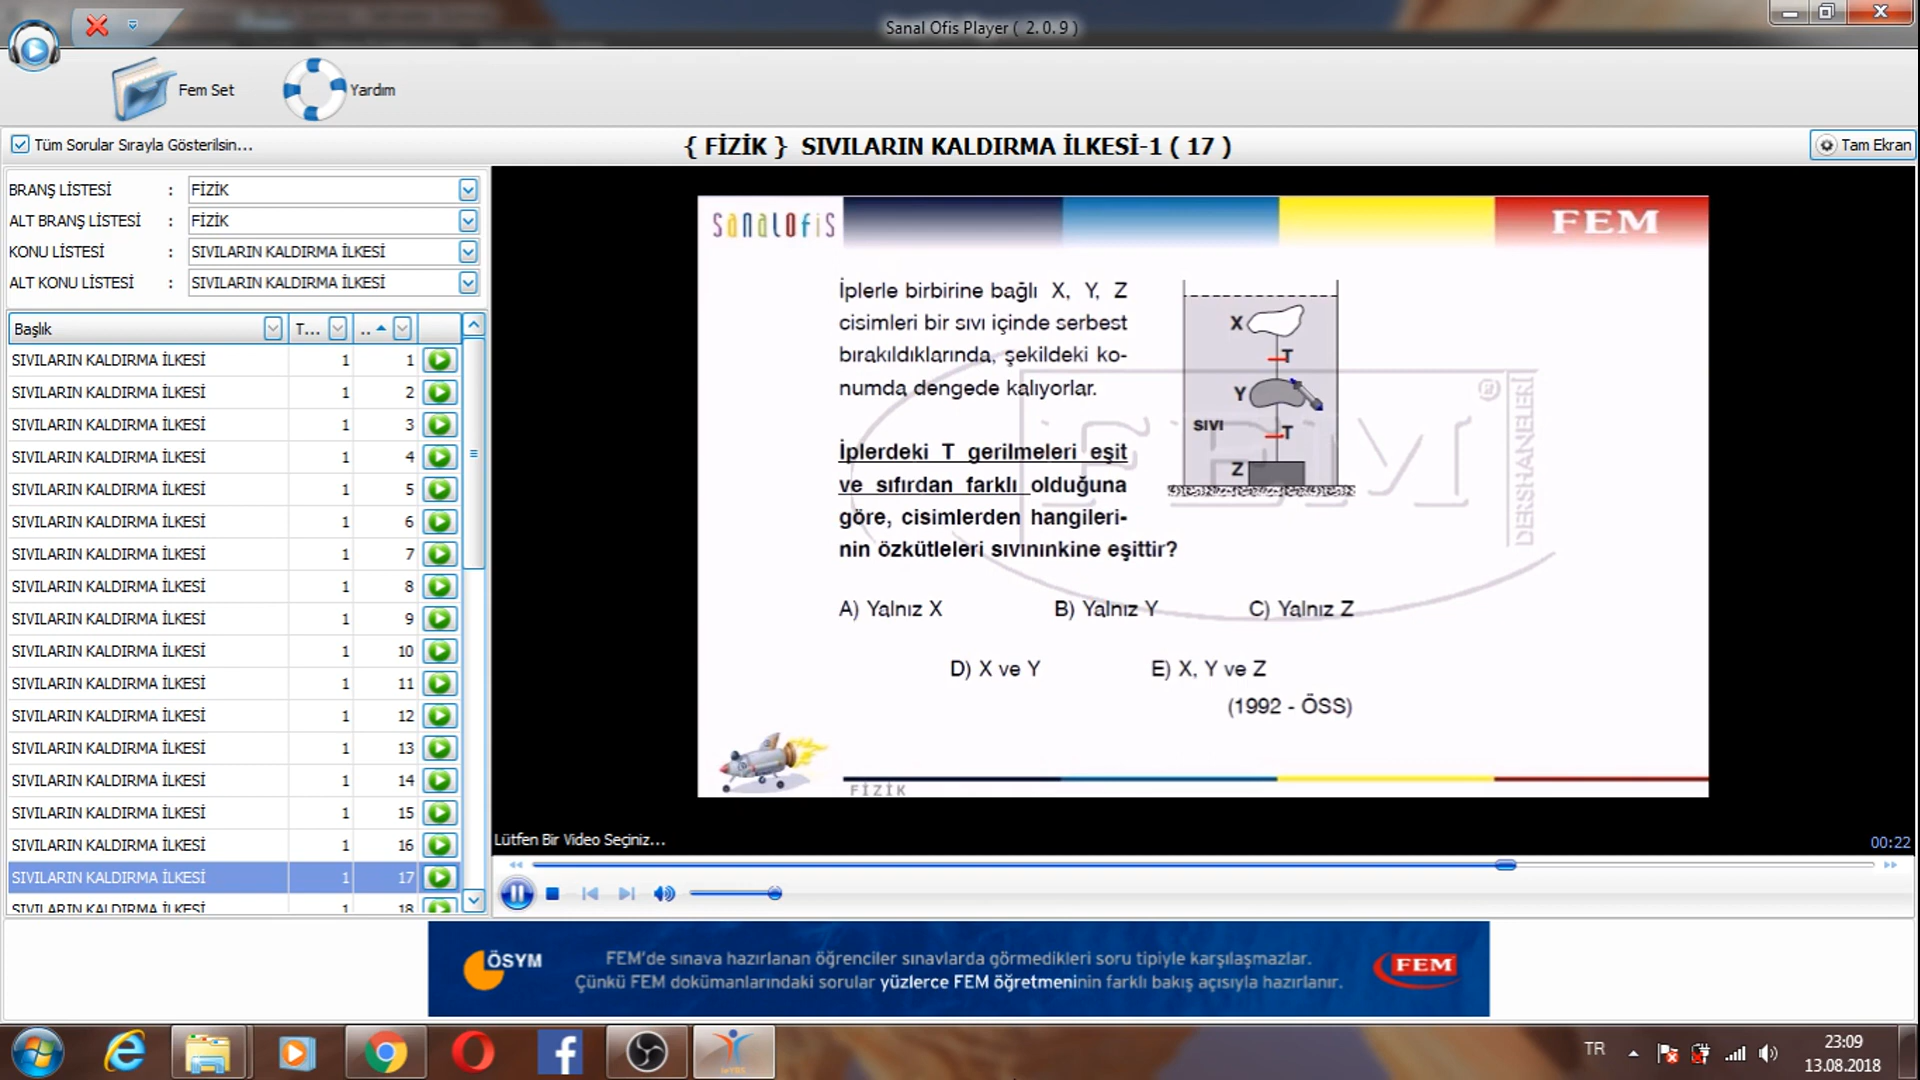 Sanal Ofis Player ( 2.0.9 )
Fem Set
Yardım
Tüm Sorular Sırayla Gösterilsin...
{ FİZİK } SIVILARIN KALDIRMA İLKESİ-1 ( 17 )
Tam Ekran
BRANŞ LİSTESİ : FİZİK
ALT BRANŞ LİSTESİ : FİZİK
KONU LİSTESİ : SIVILARIN KALDIRMA İLKESİ
ALT KONU LİSTESİ : SIVILARIN KALDIRMA İLKESİ
Başlık T... ..
SIVILARIN KALDIRMA İLKESİ 1 1
SIVILARIN KALDIRMA İLKESİ 1 2
SIVILARIN KALDIRMA İLKESİ 1 3
SIVILARIN KALDIRMA İLKESİ 1 4
SIVILARIN KALDIRMA İLKESİ 1 5
SIVILARIN KALDIRMA İLKESİ 1 6
SIVILARIN KALDIRMA İLKESİ 1 7
SIVILARIN KALDIRMA İLKESİ 1 8
SIVILARIN KALDIRMA İLKESİ 1 9
SIVILARIN KALDIRMA İLKESİ 1 10
SIVILARIN KALDIRMA İLKESİ 1 11
SIVILARIN KALDIRMA İLKESİ 1 12
SIVILARIN KALDIRMA İLKESİ 1 13
SIVILARIN KALDIRMA İLKESİ 1 14
SIVILARIN KALDIRMA İLKESİ 1 15
SIVILARIN KALDIRMA İLKESİ 1 16
SIVILARIN KALDIRMA İLKESİ 1 17
SIVILARIN KALDIRMA İLKESİ 1 18
sanalofis
FEM
İplerle birbirine bağlı X, Y, Z
cisimleri bir sıvı içinde serbest
bırakıldıklarında, şekildeki ko-
numda dengede kalıyorlar.
İplerdeki T gerilmeleri eşit
ve sıfırdan farklı olduğuna
göre, cisimlerden hangileri-
nin özkütleleri sıvınınkine eşittir?
X
T
Y
SIVI
T
Z
FEM ®
DERSHANELERİ
A) Yalnız X B) Yalnız Y C) Yalnız Z
D) X ve Y E) X, Y ve Z
(1992 - ÖSS)
FİZİK
Lütfen Bir Video Seçiniz...
00:22
ÖSYM
FEM'de sınava hazırlanan öğrenciler sınavlarda görmedikleri soru tipiyle karşılaşmazlar.
Çünkü FEM dokümanlarındaki sorular yüzlerce FEM öğretmeninin farklı bakış açısıyla hazırlanır.
FEM
TR
23:09
13.08.2018